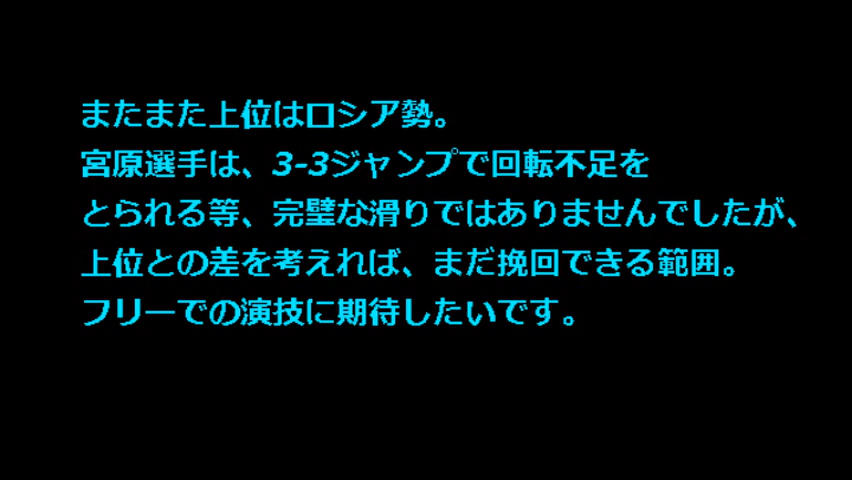 またまた上位はロシア勢。
宮原選手は、3-3ジャンプで回転不足を
とられる等、完璧な滑りではありませんでしたが、
上位との差を考えれば、まだ挽回できる範囲。
フリーでの演技に期待したいです。